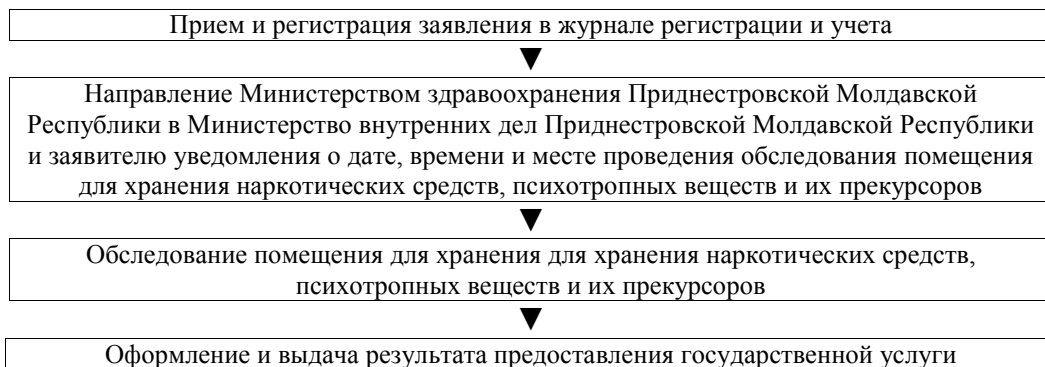 Прием и регистрация заявления в журнале регистрации и учета
Направление Министерством здравоохранения Приднестровской Молдавской
Республики в Министерство внутренних дел Приднестровской Молдавской Республики
и заявителю уведомления о дате, времени и месте проведения обследования помещения
для хранения наркотических средств, психотропных веществ и их прекурсоров
Обследование помещения для хранения для хранения наркотических средств,
психотропных веществ и их прекурсоров
Оформление и выдача результата предоставления государственной услуги